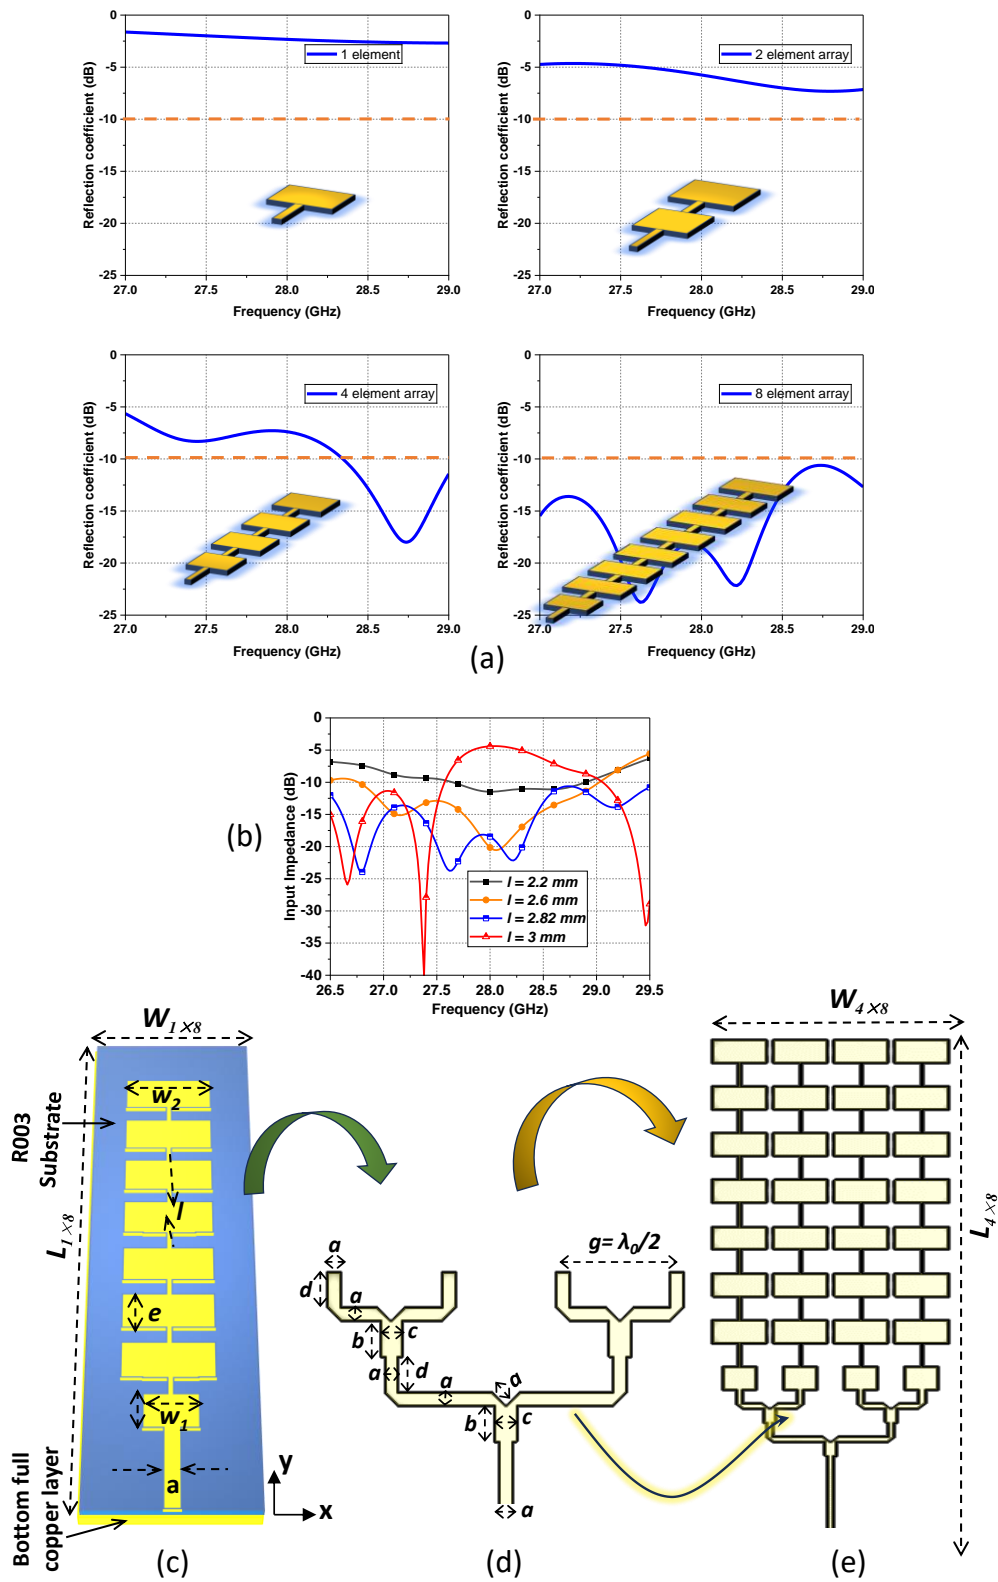 0
-5
-10
-15
-20
-25
27.0 27.5 28.0 28.5 29.0
Reflection coefficient (dB)
Frequency (GHz)
1 element
0
-5
-10
-15
-20
-25
27.0 27.5 28.0 28.5 29.0
Reflection coefficient (dB)
Frequency (GHz)
2 element array
0
-5
-10
-15
-20
-25
27.0 27.5 28.0 28.5 29.0
Reflection coefficient (dB)
Frequency (GHz)
4 element array
0
-5
-10
-15
-20
-25
27.0 27.5 28.0 28.5 29.0
Reflection coefficient (dB)
Frequency (GHz)
8 element array
(a)
0
-5
-10
-15
-20
-25
-30
-35
-40
26.5 27.0 27.5 28.0 28.5 29.0 29.5
Input Impedance (dB)
Frequency (GHz)
l = 2.2 mm
l = 2.6 mm
l = 2.82 mm
l = 3 mm
(b)
W1×8
L1×8
R003
Substrate
w2
l
e
w1
a
Bottom full
copper layer
y
x
(c)
a
d
a
b
c
a
d
a
a
b
c
a
g= λ0/2
(d)
W4×8
L4×8
(e)